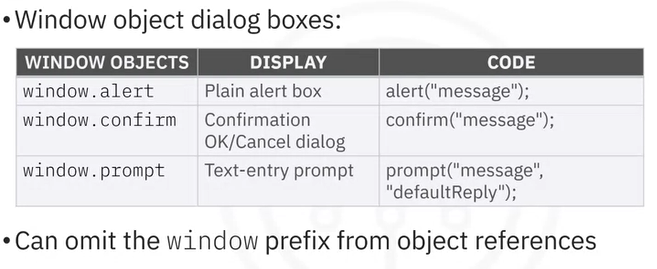 •Window object dialog boxes:
WINDOW OBJECTS DISPLAY CODE
window.alert Plain alert box alert("message");
window.confirm Confirmation confirm("message");
OK/Cancel dialog
window.prompt Text-entry prompt prompt("message",
"defaultReply");
•Can omit the window prefix from object references